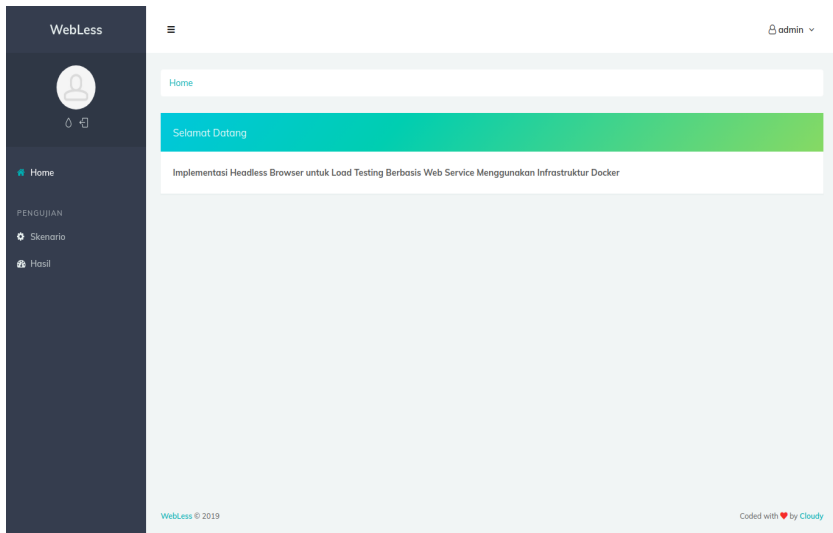 WebLess
admin
Home
Selamat Datang
Implementasi Headless Browser untuk Load Testing Berbasis Web Service Menggunakan Infrastruktur Docker
Home
PENGUJIAN
Skenario
Hasil
WebLess © 2019
Coded with ❤ by Cloudy